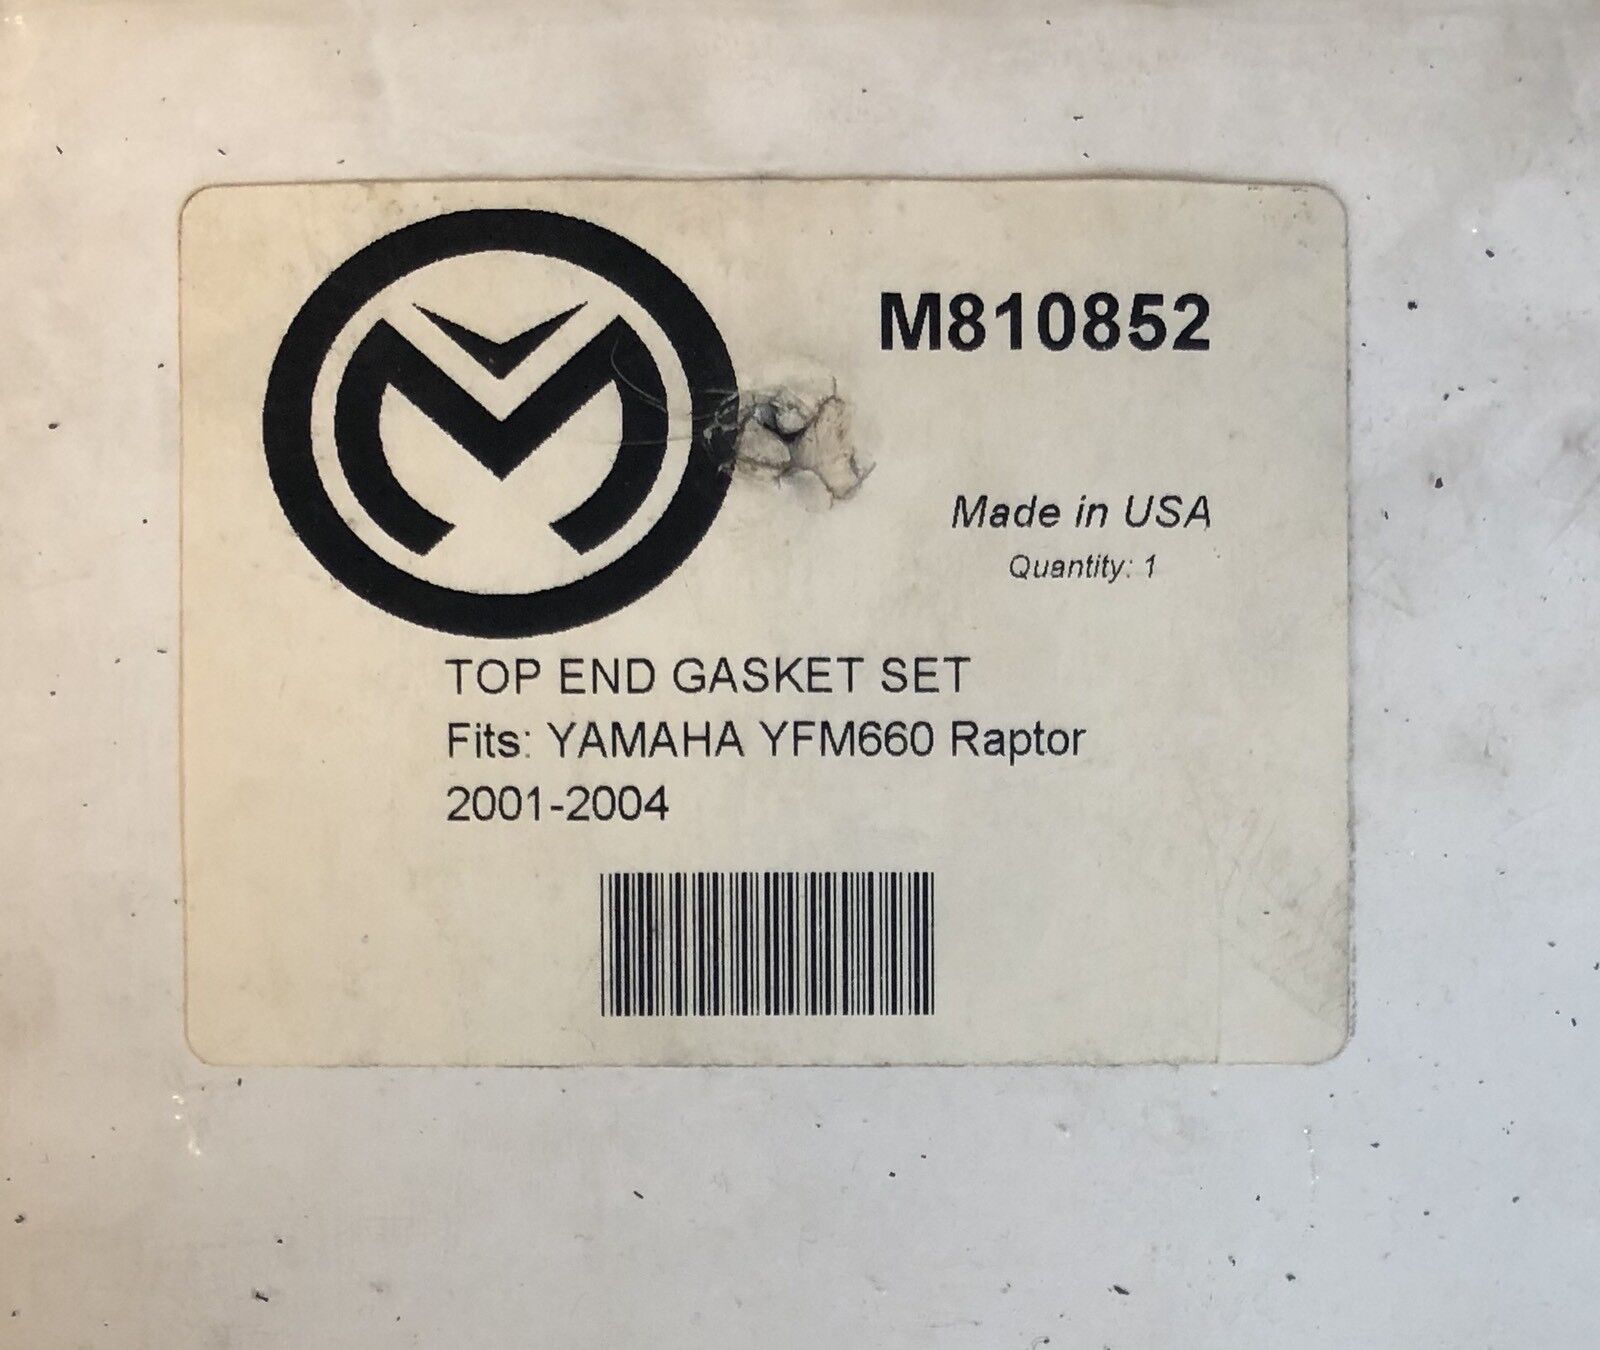 M810852
Made in USA
Quantity: 1
TOP END GASKET SET
Fits: YAMAHA YFM660 Raptor
2001-2004